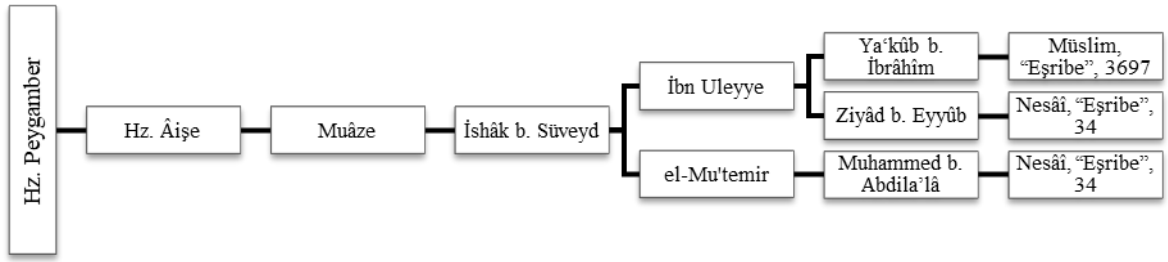 Hz. Peygamber
Hz. Âişe
Muâze
İshâk b. Süveyd
İbn Uleyye
el-Mu'temir
Ya‘kûb b.
İbrâhîm
Ziyâd b. Eyyûb
Muhammed b.
Abdila’lâ
Müslim,
“Eşribe”, 3697
Nesâî, “Eşribe”,
34
Nesâî, “Eşribe”,
34